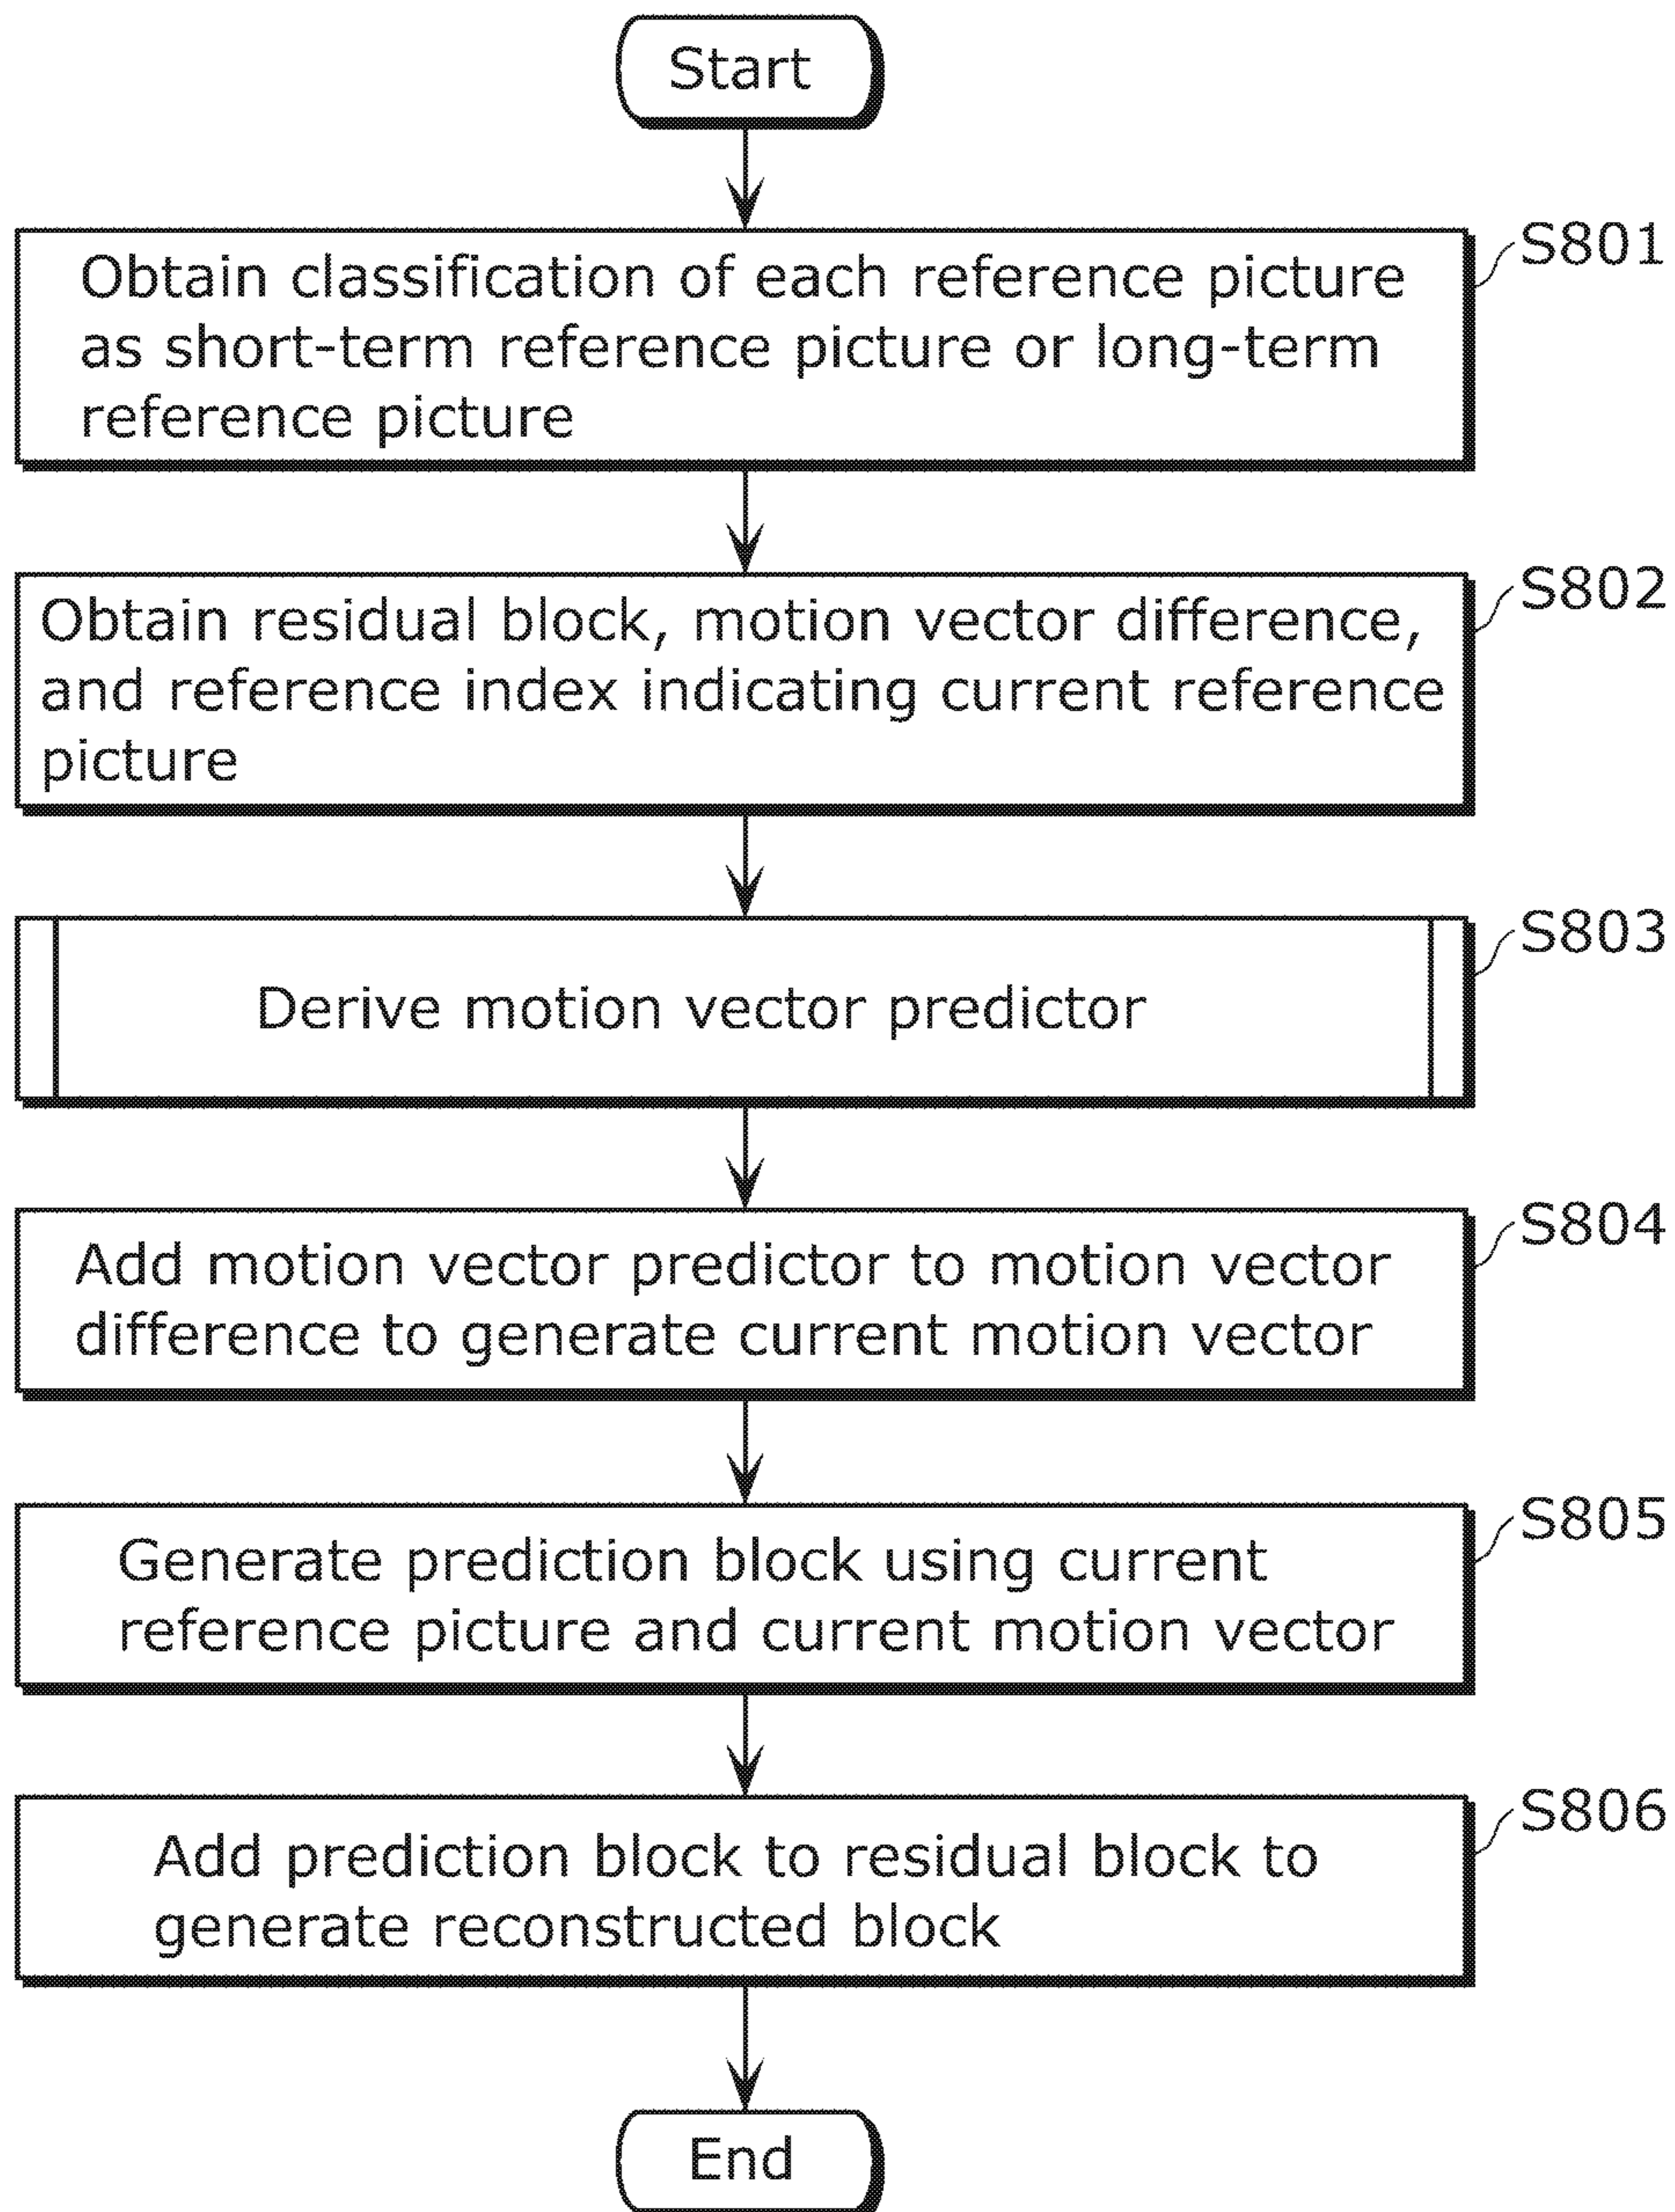 Start
S801
Obtain classification of each reference picture
as short-term reference picture or long-term
reference picture
S802
Obtain residual block, motion vector difference,
and reference index indicating current reference
picture
S803
Derive motion vector predictor
S804
Add motion vector predictor to motion vector
difference to generate current motion vector
S805
Generate prediction block using current
reference picture and current motion vector
S806
Add prediction block to residual block to
generate reconstructed block
End